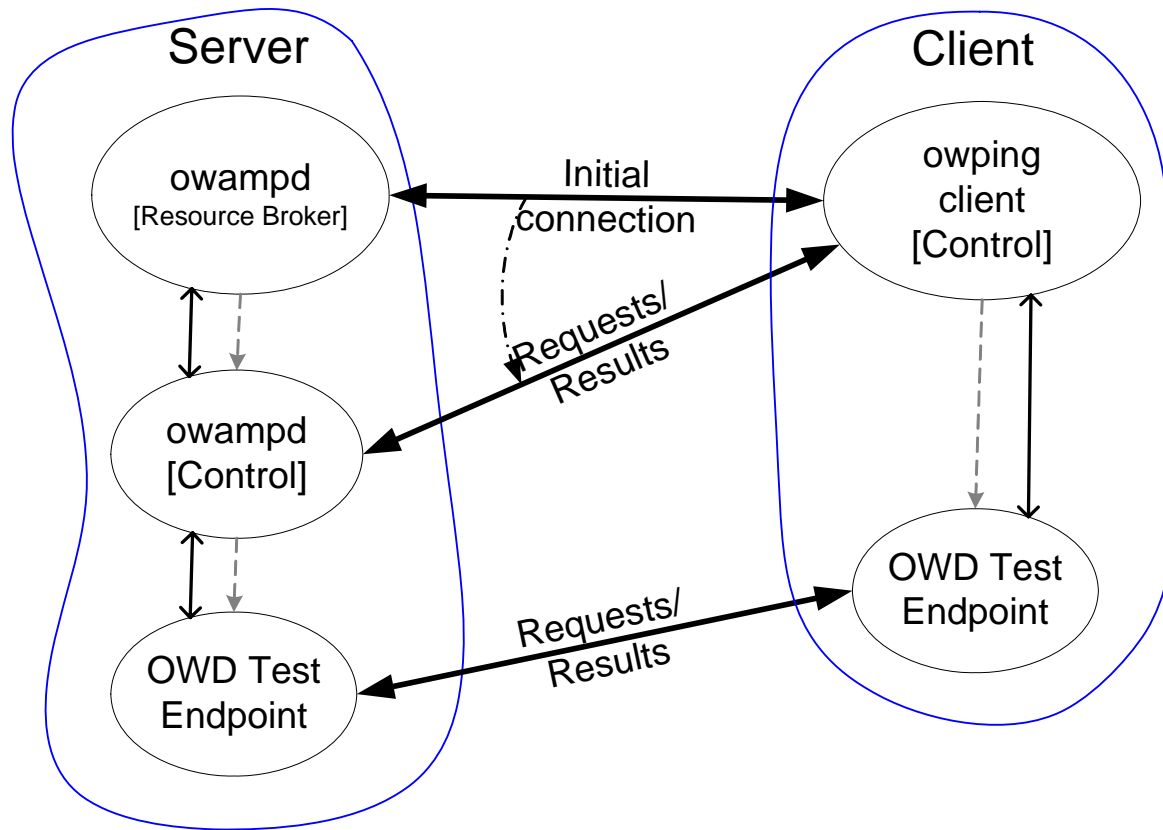 Server
Client
owampd
[Resource Broker]
Initial
connection
owping
client
[Control]
Requests/
Results
owampd
[Control]
OWD Test
Endpoint
Requests/
Results
OWD Test
Endpoint